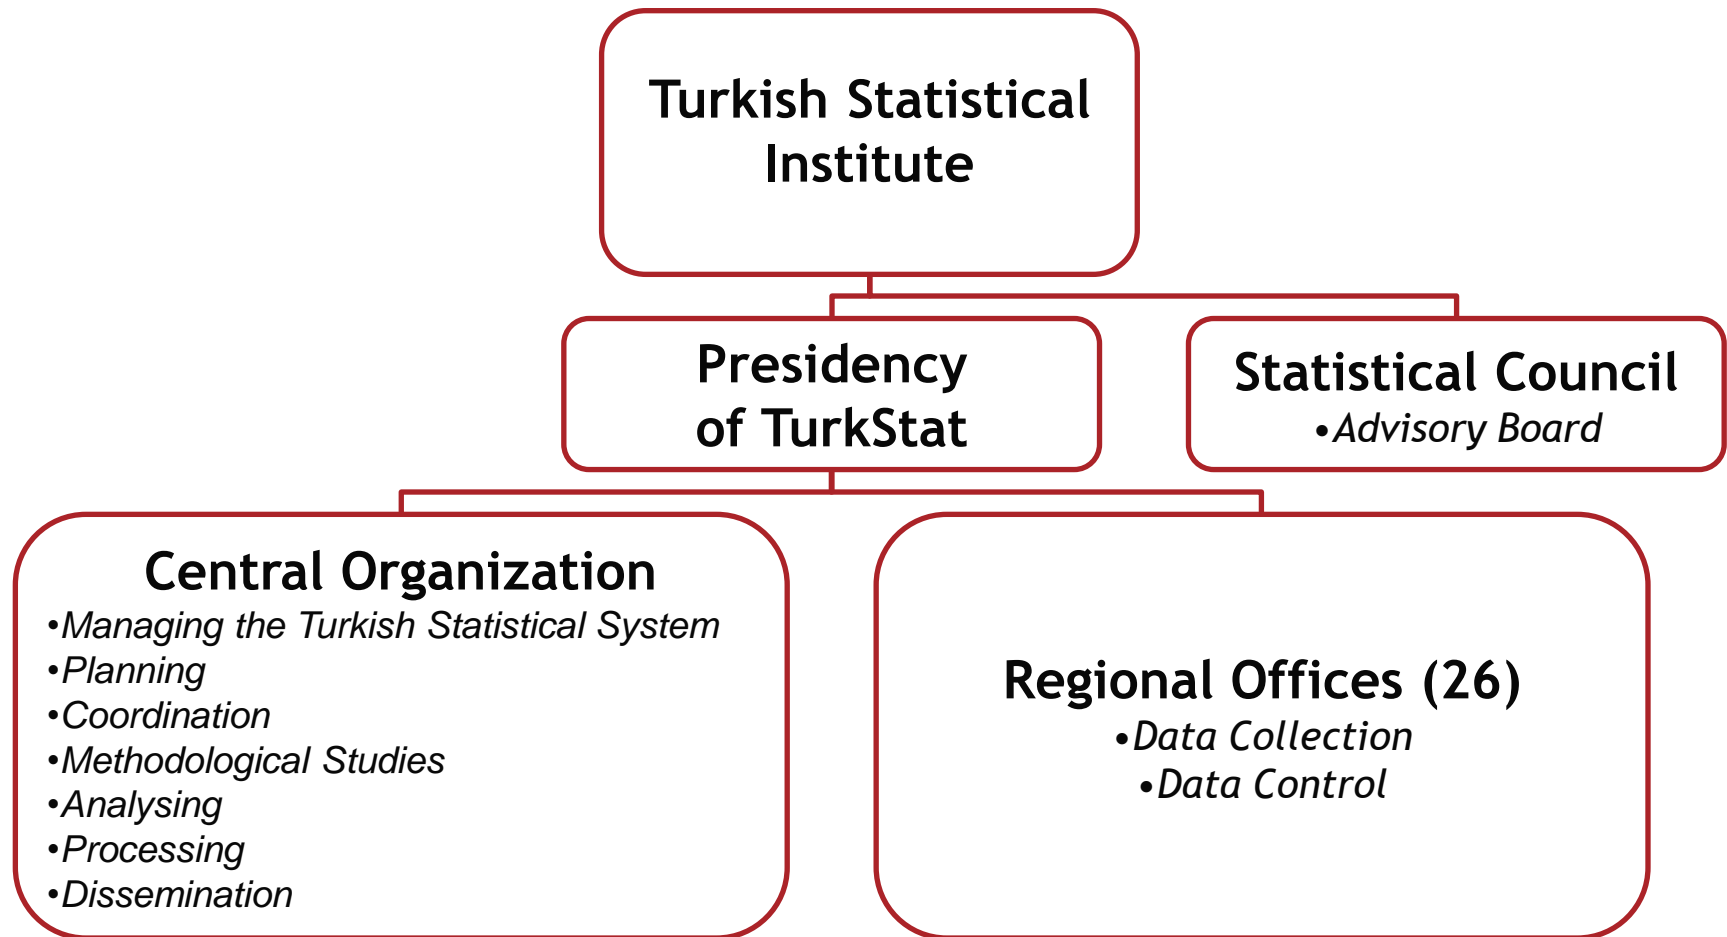 Turkish Statistical
Institute
Presidency
of TurkStat
Statistical Council
•Advisory Board
Central Organization
•Managing the Turkish Statistical System
•Planning
•Coordination
•Methodological Studies
•Analysing
•Processing
•Dissemination
Regional Offices (26)
•Data Collection
•Data Control